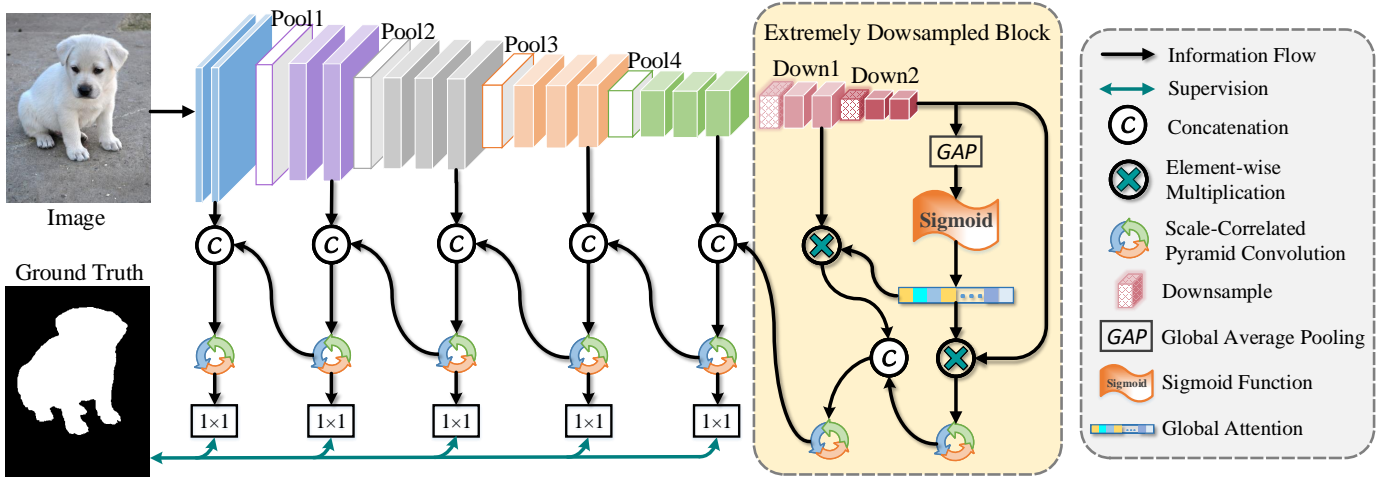 Image
Ground Truth
Pool1
Pool2
Pool3
Pool4
Extremely Dowsampled Block
Down1
Down2
GAP
Sigmoid
C
C
C
C
C
C
1×1
1×1
1×1
1×1
1×1
Information Flow
Supervision
C
Concatenation
Element-wise
Multiplication
Scale-Correlated
Pyramid Convolution
Downsample
GAP
Global Average Pooling
Sigmoid
Sigmoid Function
Global Attention